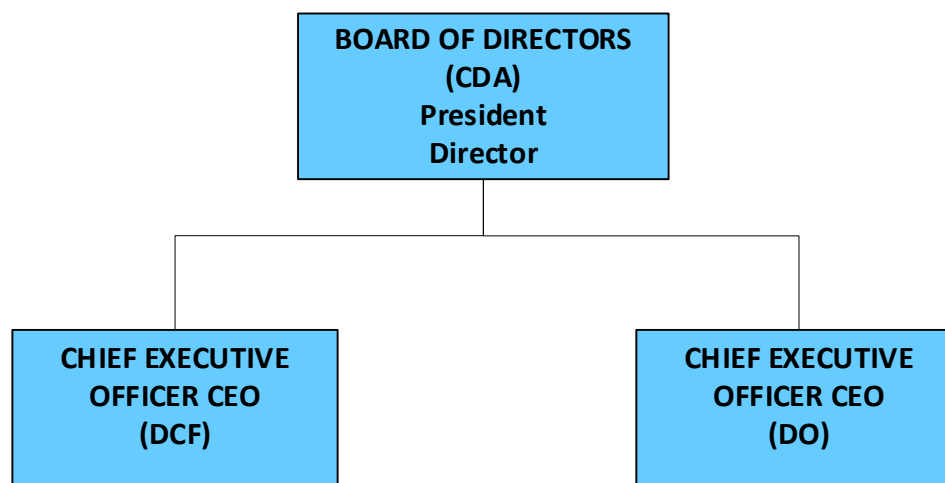 BOARD OF DIRECTORS
(CDA)
President
Director
CHIEF EXECUTIVE
OFFICER CEO
(DCF)
CHIEF EXECUTIVE
OFFICER CEO
(DO)